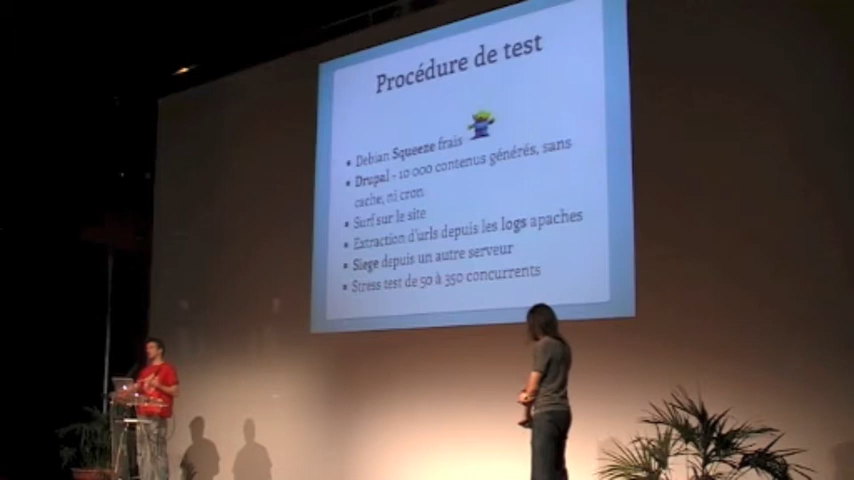 Procédure de test
Debian Squeeze frais
Drupal - 10 000 contenus générés, sans
cache, ni cron
Surf sur le site
Extraction d'urls depuis les logs apaches
Siege depuis un autre serveur
Stress test de 50 à 350 concurrents